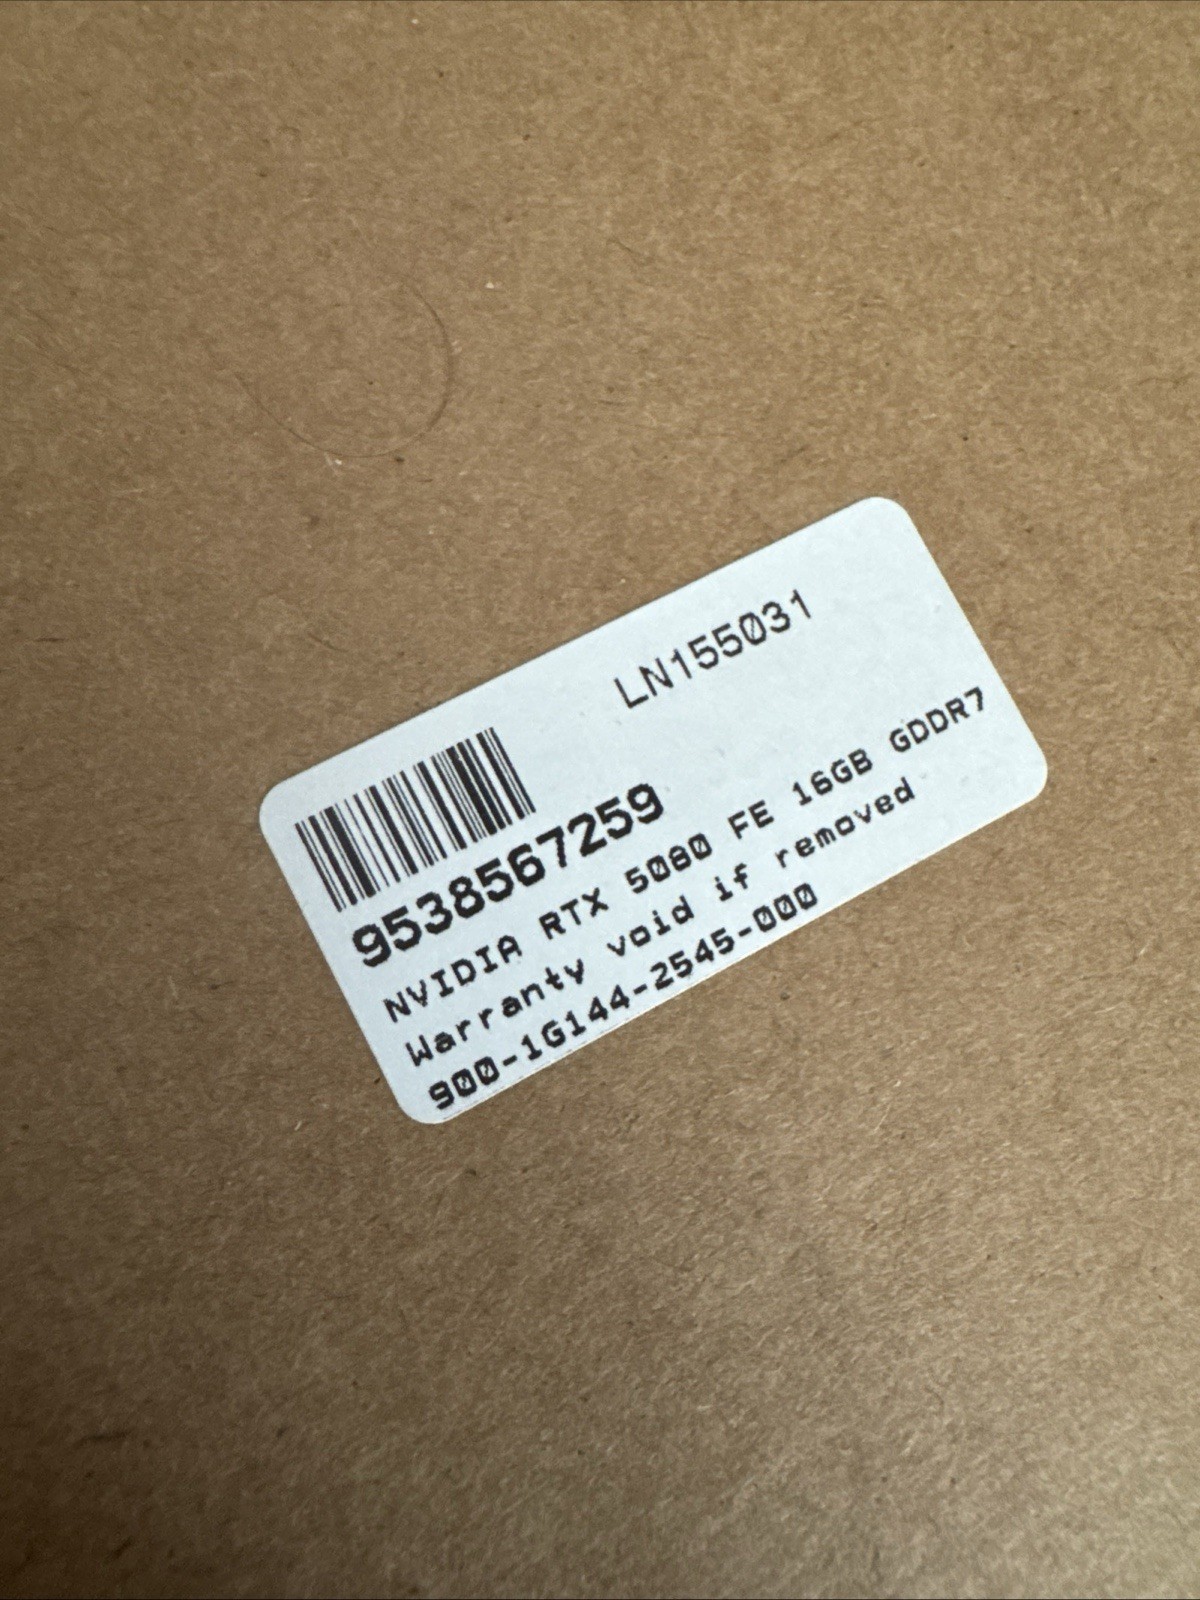 LN155031
9538567259
NVIDIA RTX 5080 FE 16GB GDDR7
Warranty void if removed
900-1G144-2545-000